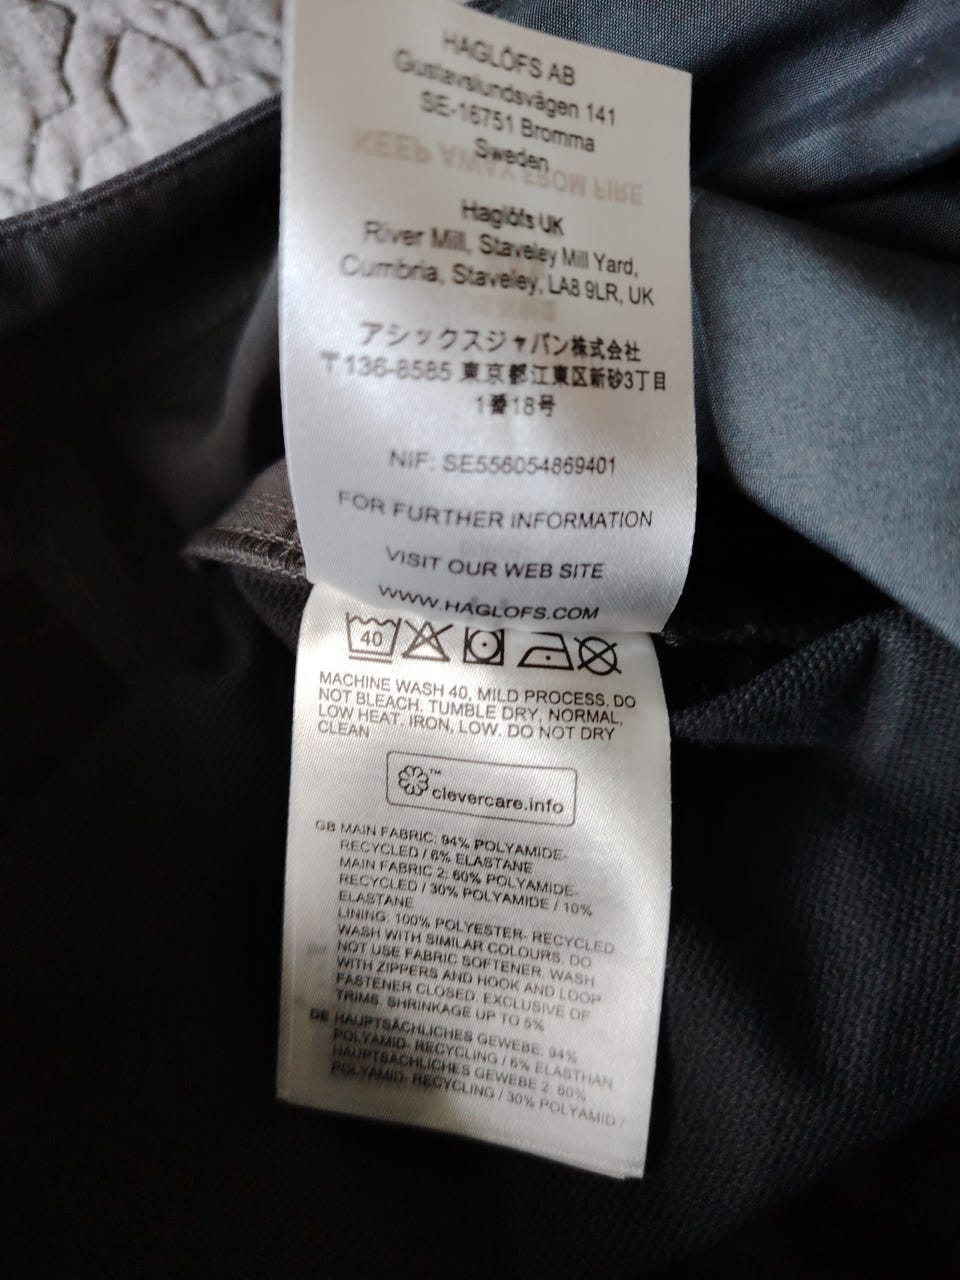 HAGLÖFS AB
Gustavslundsvägen 141
SE-16751 Bromma
Sweden
KEEP AWAY FROM FIRE
Haglöfs UK
River Mill, Staveley Mill Yard,
Cumbria, Staveley, LA8 9LR, UK
アシックスジャパン株式会社
〒136-8585 東京都江東区新砂3丁目
1番18号
NIF: SE556054869401
FOR FURTHER INFORMATION
VISIT OUR WEB SITE
WWW.HAGLOFS.COM
40
MACHINE WASH 40, MILD PROCESS. DO
NOT BLEACH, TUMBLE DRY, NORMAL,
LOW HEAT. IRON, LOW. DO NOT DRY
CLEAN
™
clevercare.info
GB MAIN FABRIC: 94% POLYAMIDE-
RECYCLED / 6% ELASTANE
MAIN FABRIC 2: 60% POLYAMIDE-
RECYCLED / 30% POLYAMIDE / 10%
ELASTANE
LINING: 100% POLYESTER- RECYCLED
WASH WITH SIMILAR COLOURS. DO
NOT USE FABRIC SOFTENER. WASH
WITH ZIPPERS AND HOOK AND LOOP
FASTENER CLOSED. EXCLUSIVE OF
TRIMS. SHRINKAGE UP TO 5%
DE HAUPTSÄCHLICHES GEWEBE: 94%
POLYAMID- RECYCLING / 6% ELASTHAN
HAUPTSÄCHLICHES GEWEBE 2: 60%
POLYAMID- RECYCLING / 30% POLYAMID /